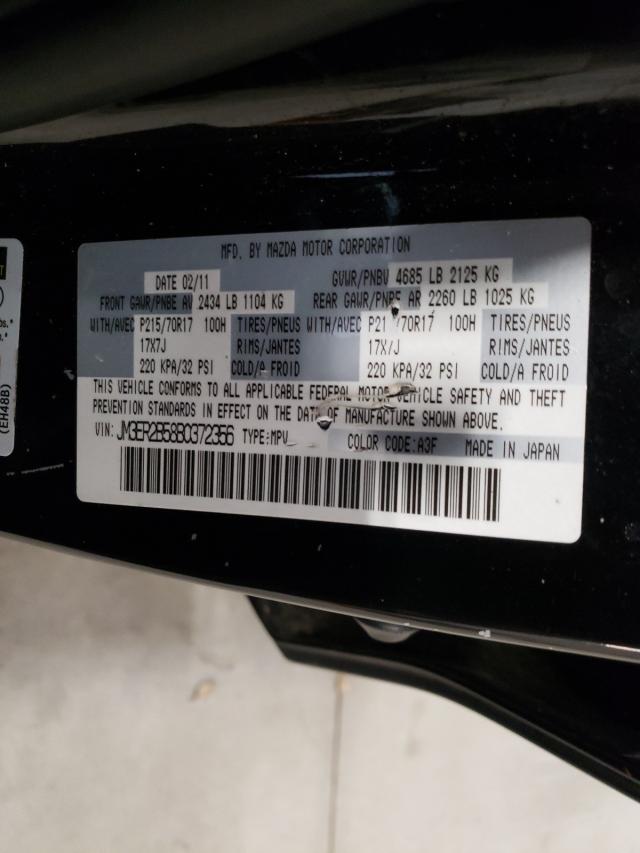 MFD. BY MAZDA MOTOR CORPORATION
DATE 02/11 GVWR/PNBV 4685 LB 2125 KG
FRONT GAWR/PNBE AV 2434 LB 1104 KG REAR GAWR/PNBE AR 2260 LB 1025 KG
WITH/AVEC P215/70R17 100H TIRES/PNEUS WITH/AVEC P21 /70R17 100H TIRES/PNEUS
17X7J RIMS/JANTES 17X/J RIMS/JANTES
220 KPA/32 PSI COLD/A FROID 220 KPA/32 PSI COLD/A FROID
THIS VEHICLE CONFORMS TO ALL APPLICABLE FEDERAL MOTOR VEHICLE SAFETY AND THEFT
PREVENTION STANDARDS IN EFFECT ON THE DATE OF MANUFACTURE SHOWN ABOVE.
VIN: JM3ER2B58B0372356 TYPE:MPV COLOR CODE:A3F MADE IN JAPAN
(EH48B)